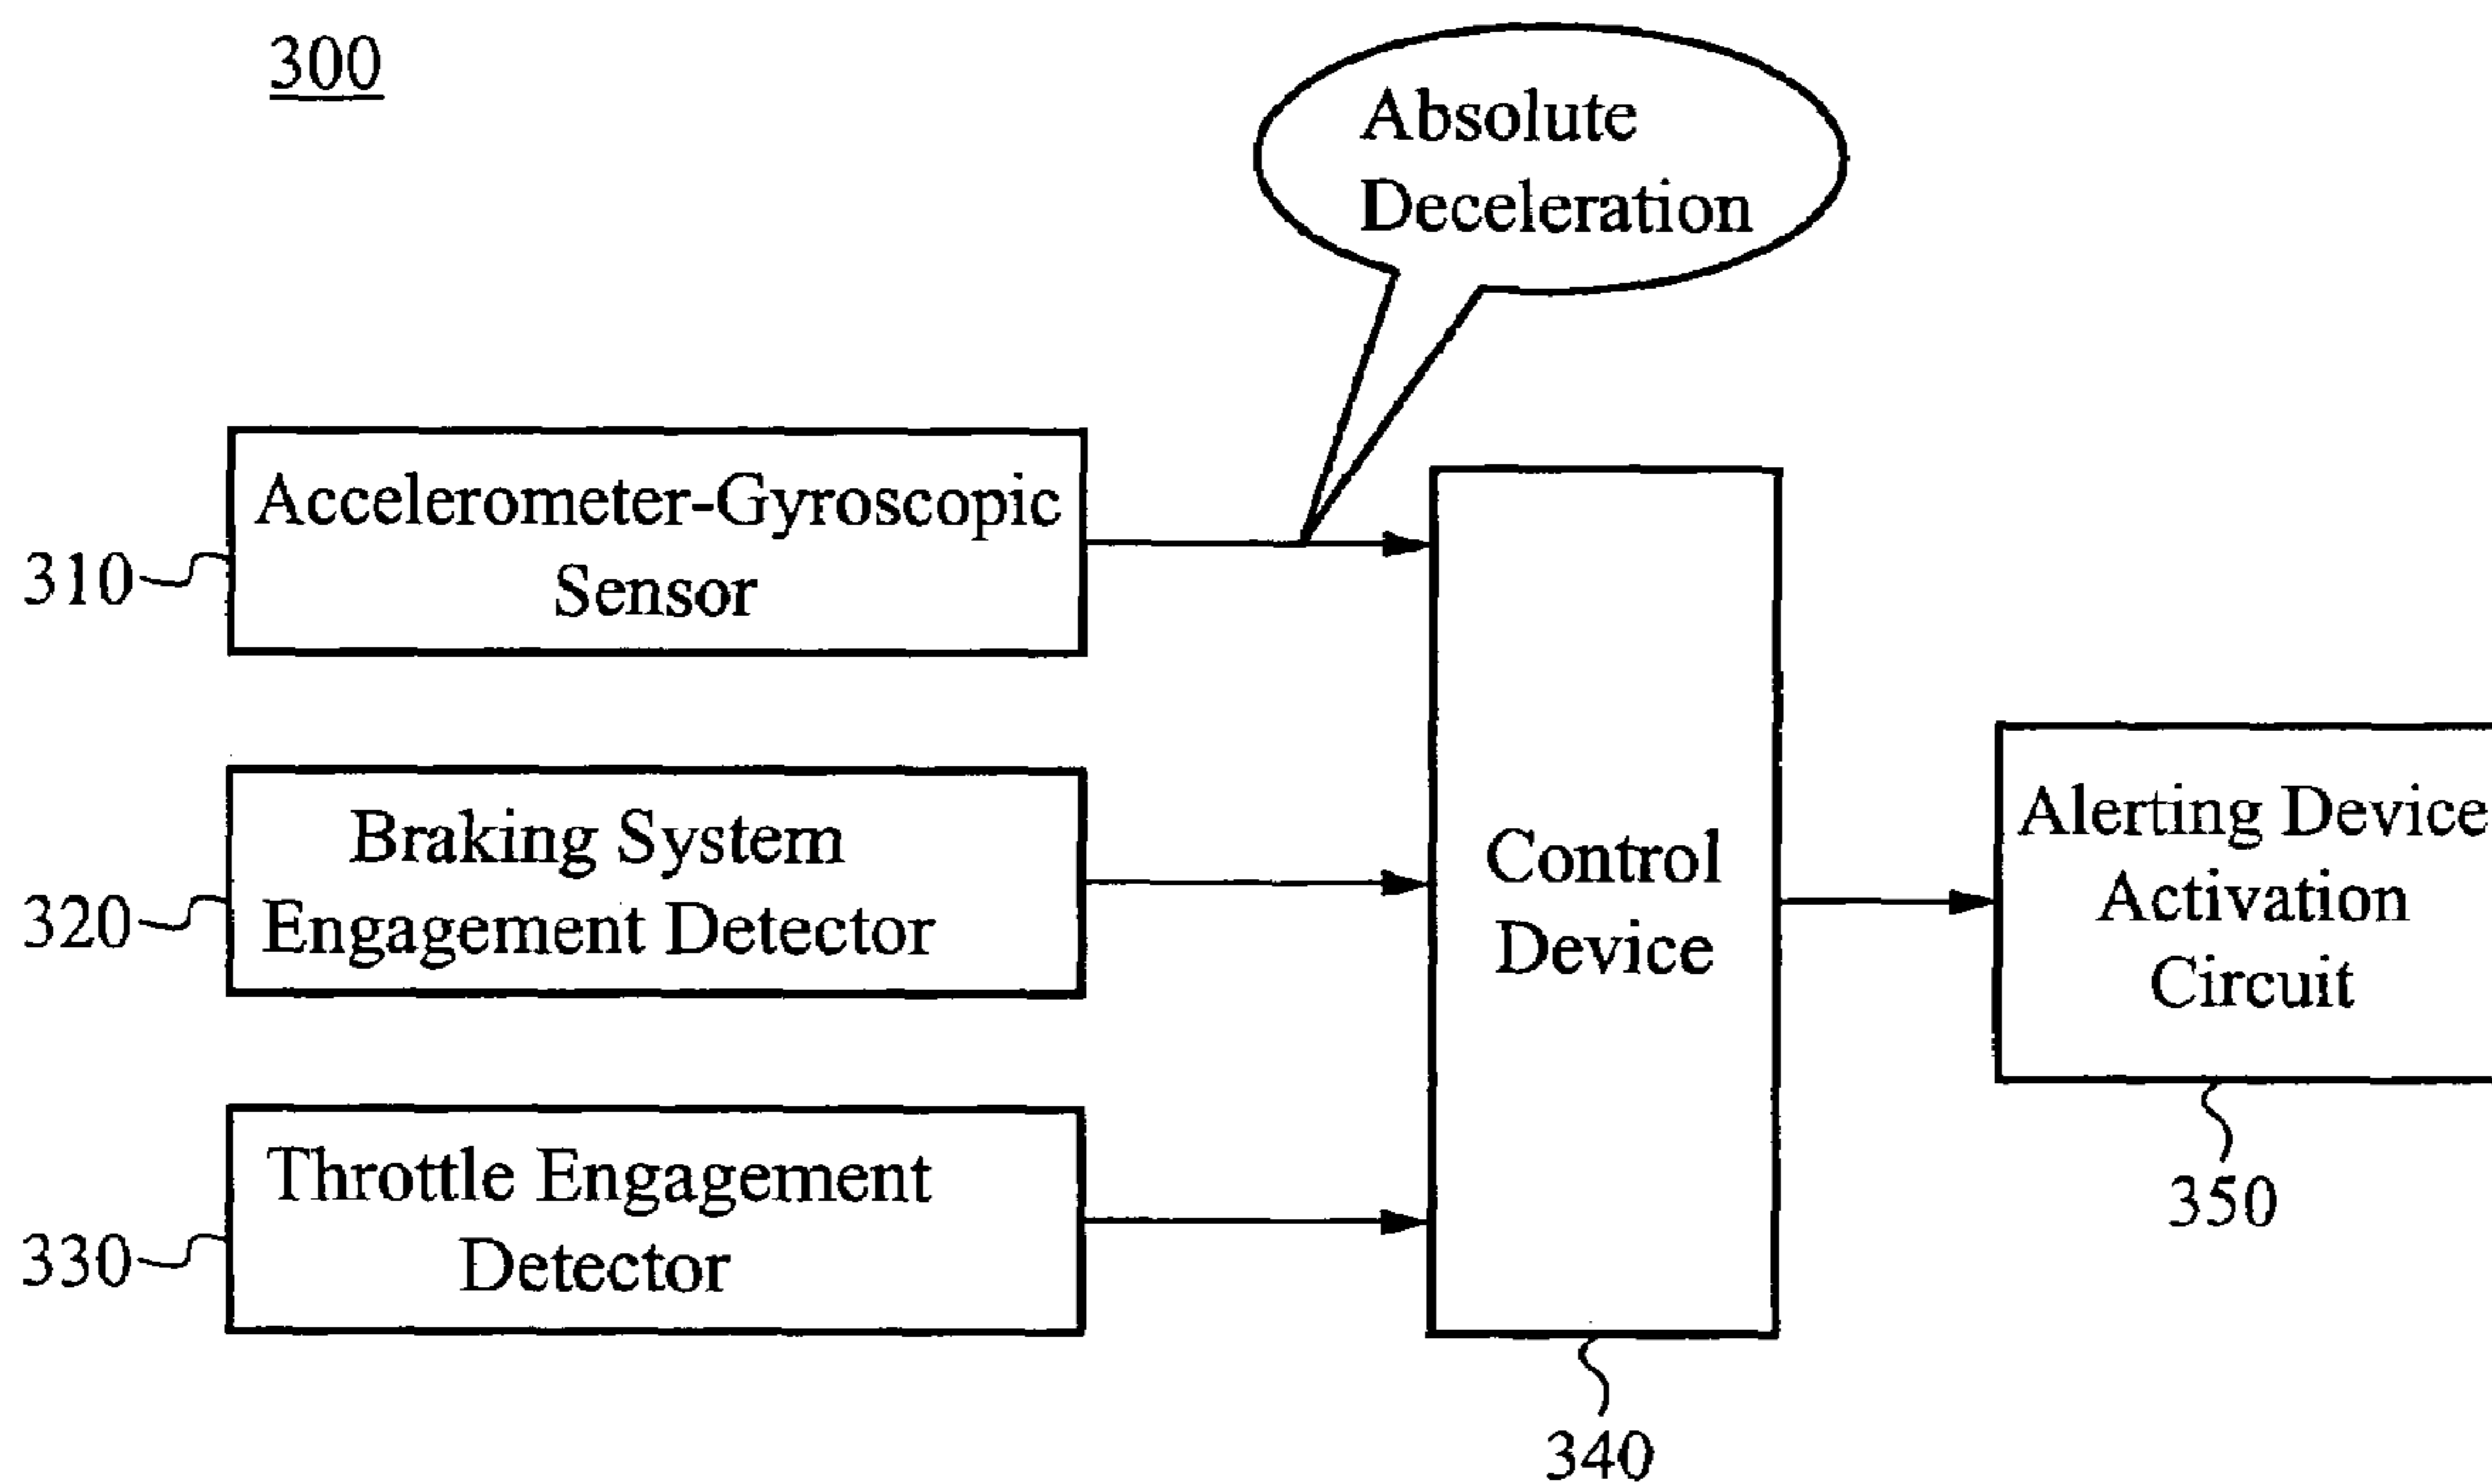 300
Absolute
Deceleration
Accelerometer-Gyroscopic
Sensor
310
Braking System
Engagement Detector
320
Throttle Engagement
Detector
330
Control
Device
340
Alerting Device
Activation
Circuit
350